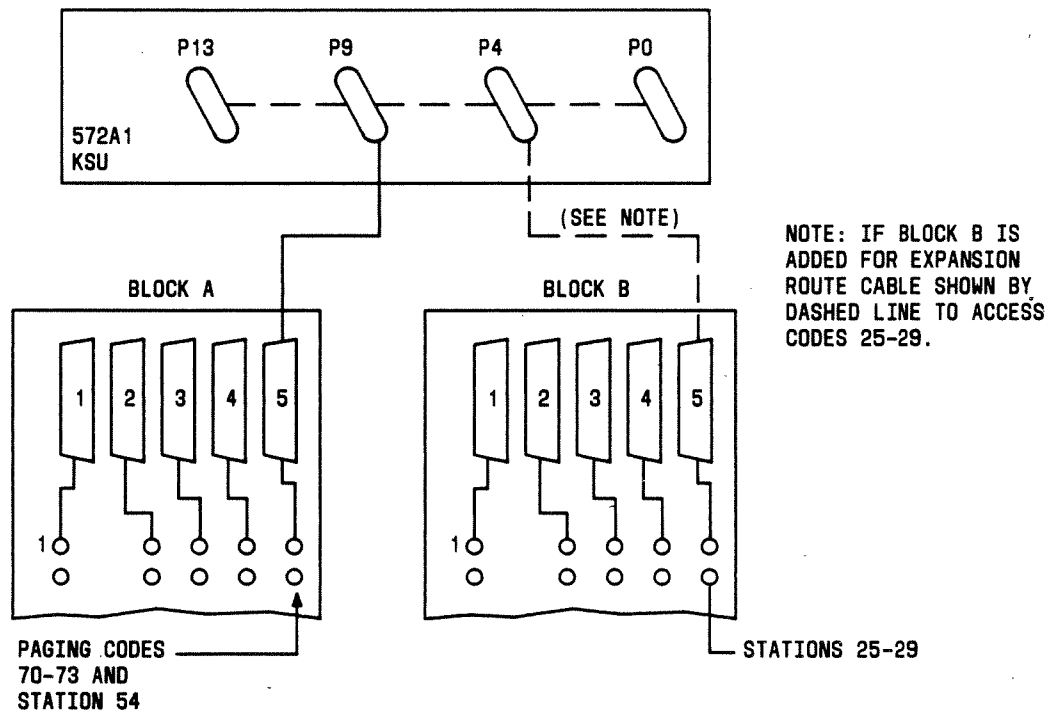 P13 P9 P4 P0
572A1
KSU
(SEE NOTE)
NOTE: IF BLOCK B IS
ADDED FOR EXPANSION
ROUTE CABLE SHOWN BY
DASHED LINE TO ACCESS
CODES 25-29.
BLOCK A
1 2 3 4 5
1
PAGING CODES
70-73 AND
STATION 54
BLOCK B
1 2 3 4 5
1
STATIONS 25-29